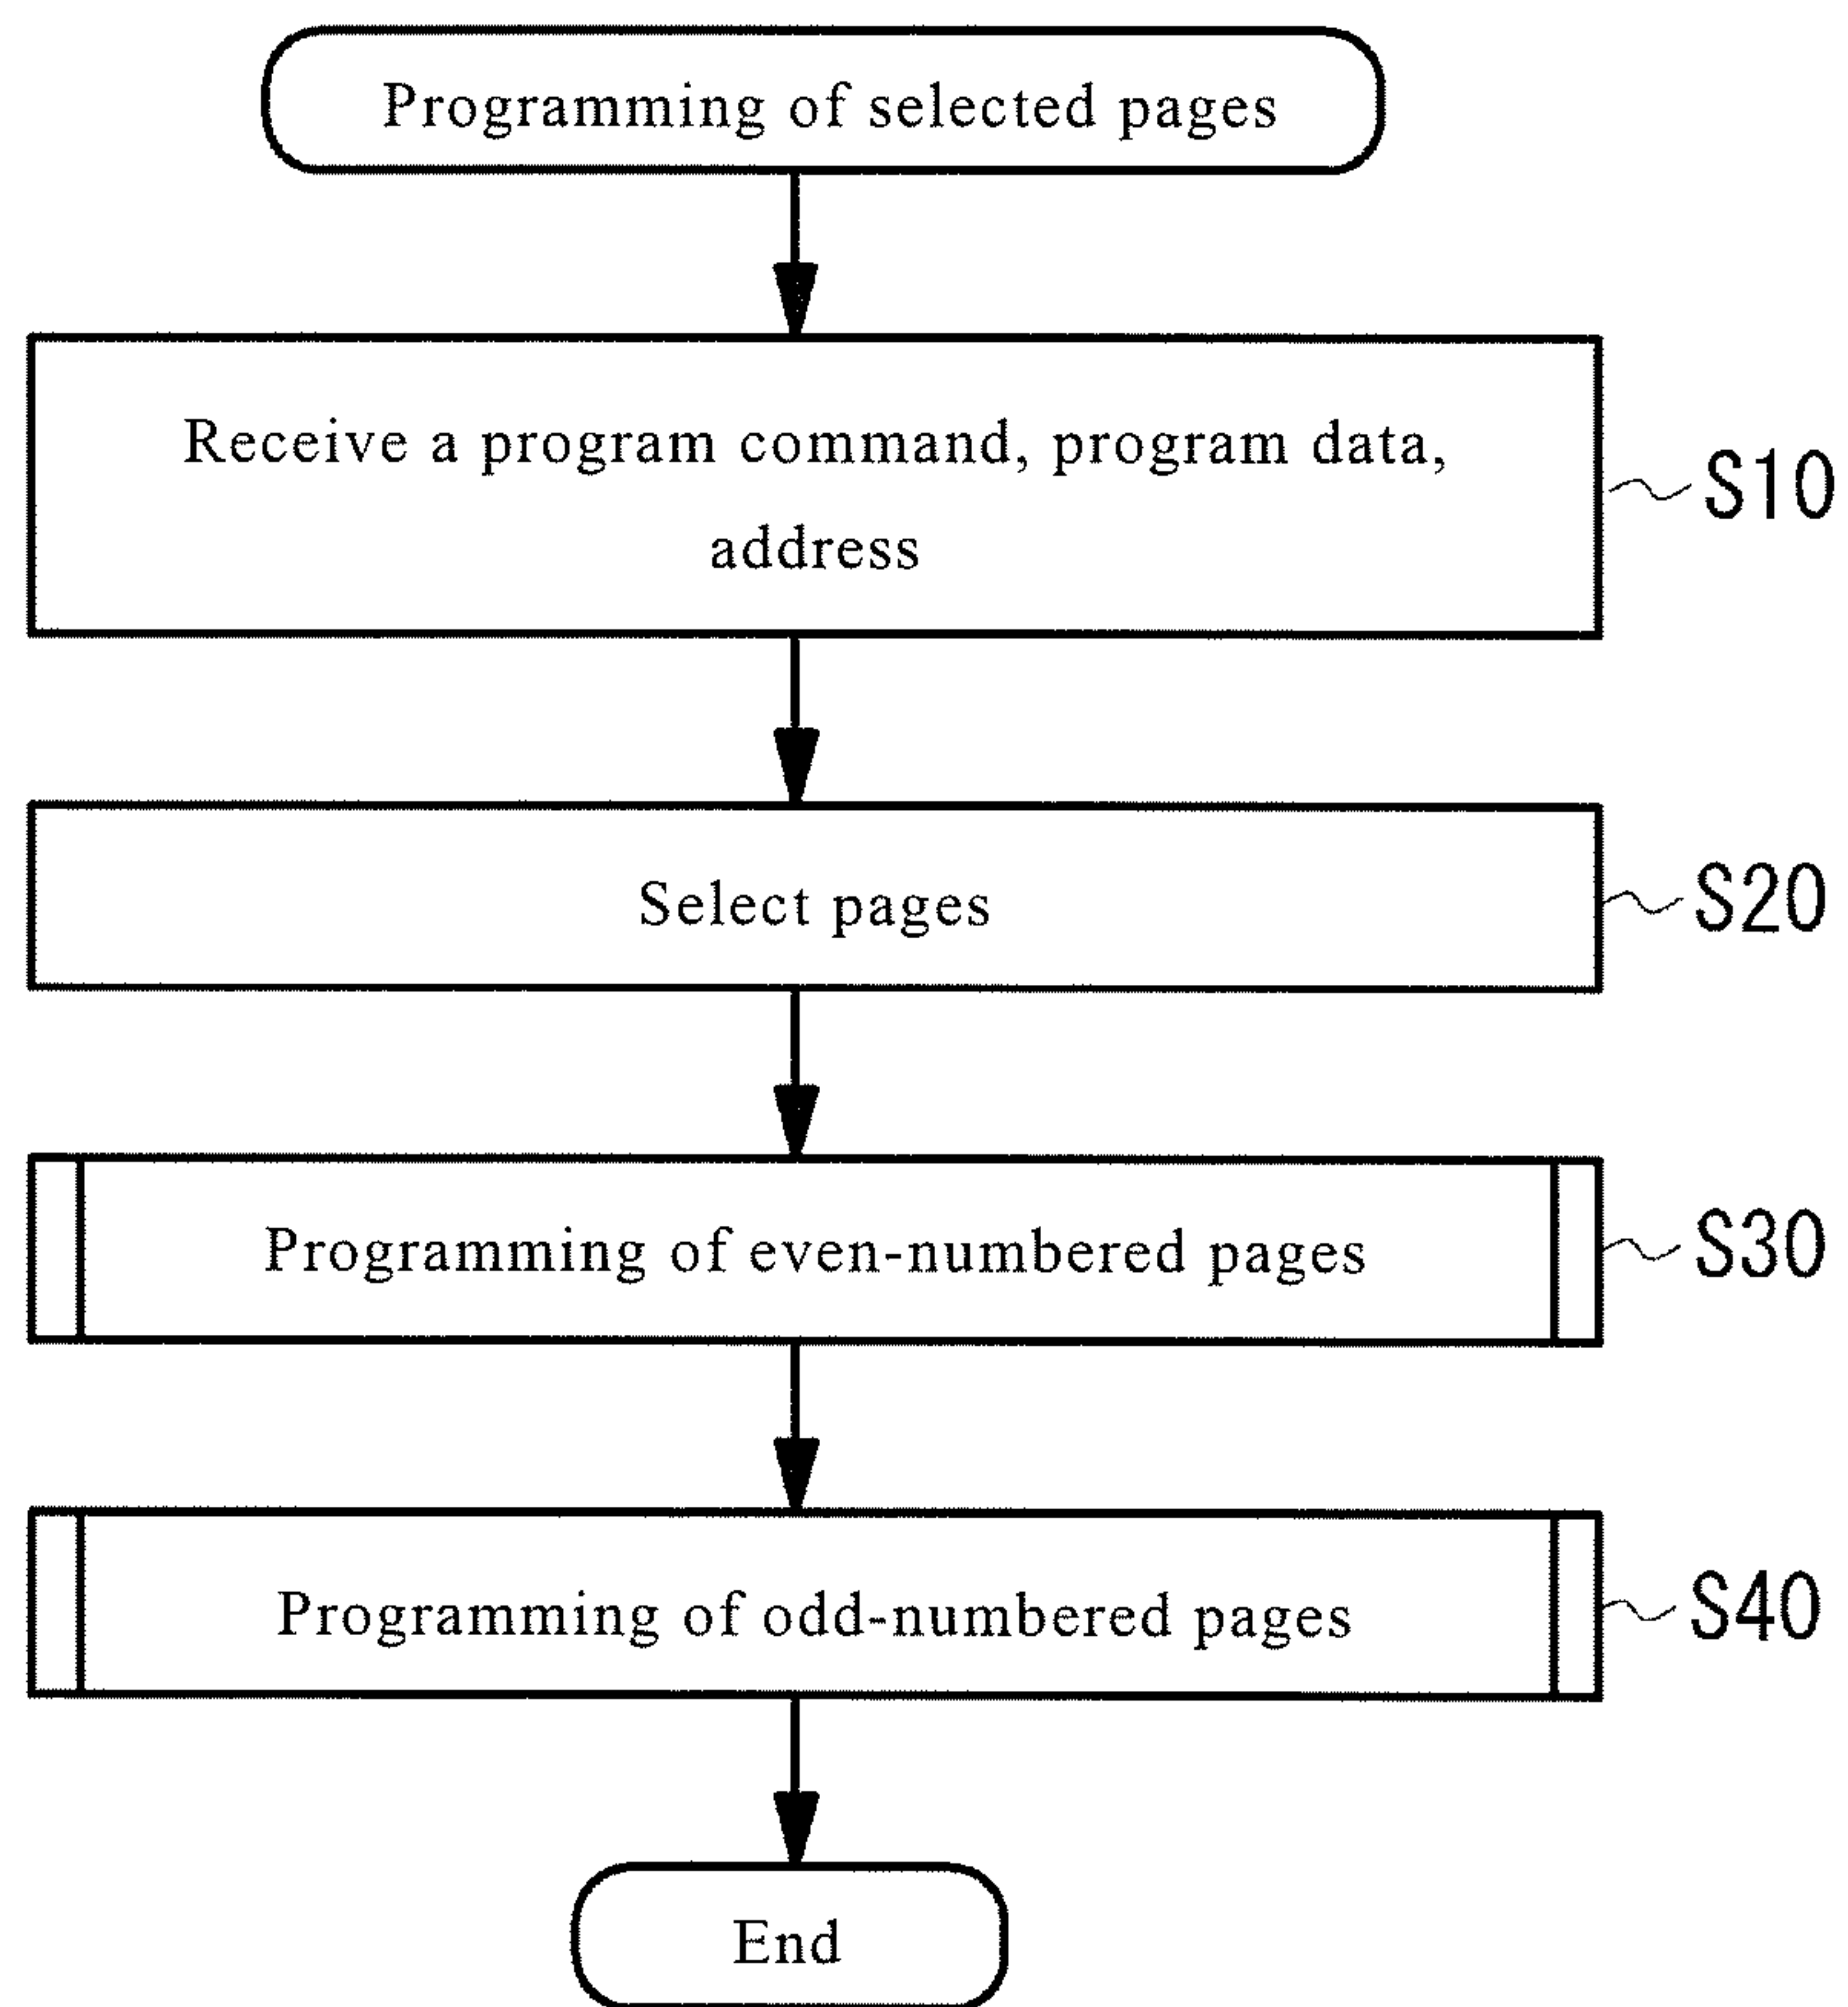 Programming of selected pages
Receive a program command, program data,
address
S10
Select pages
S20
Programming of even-numbered pages
S30
Programming of odd-numbered pages
S40
End